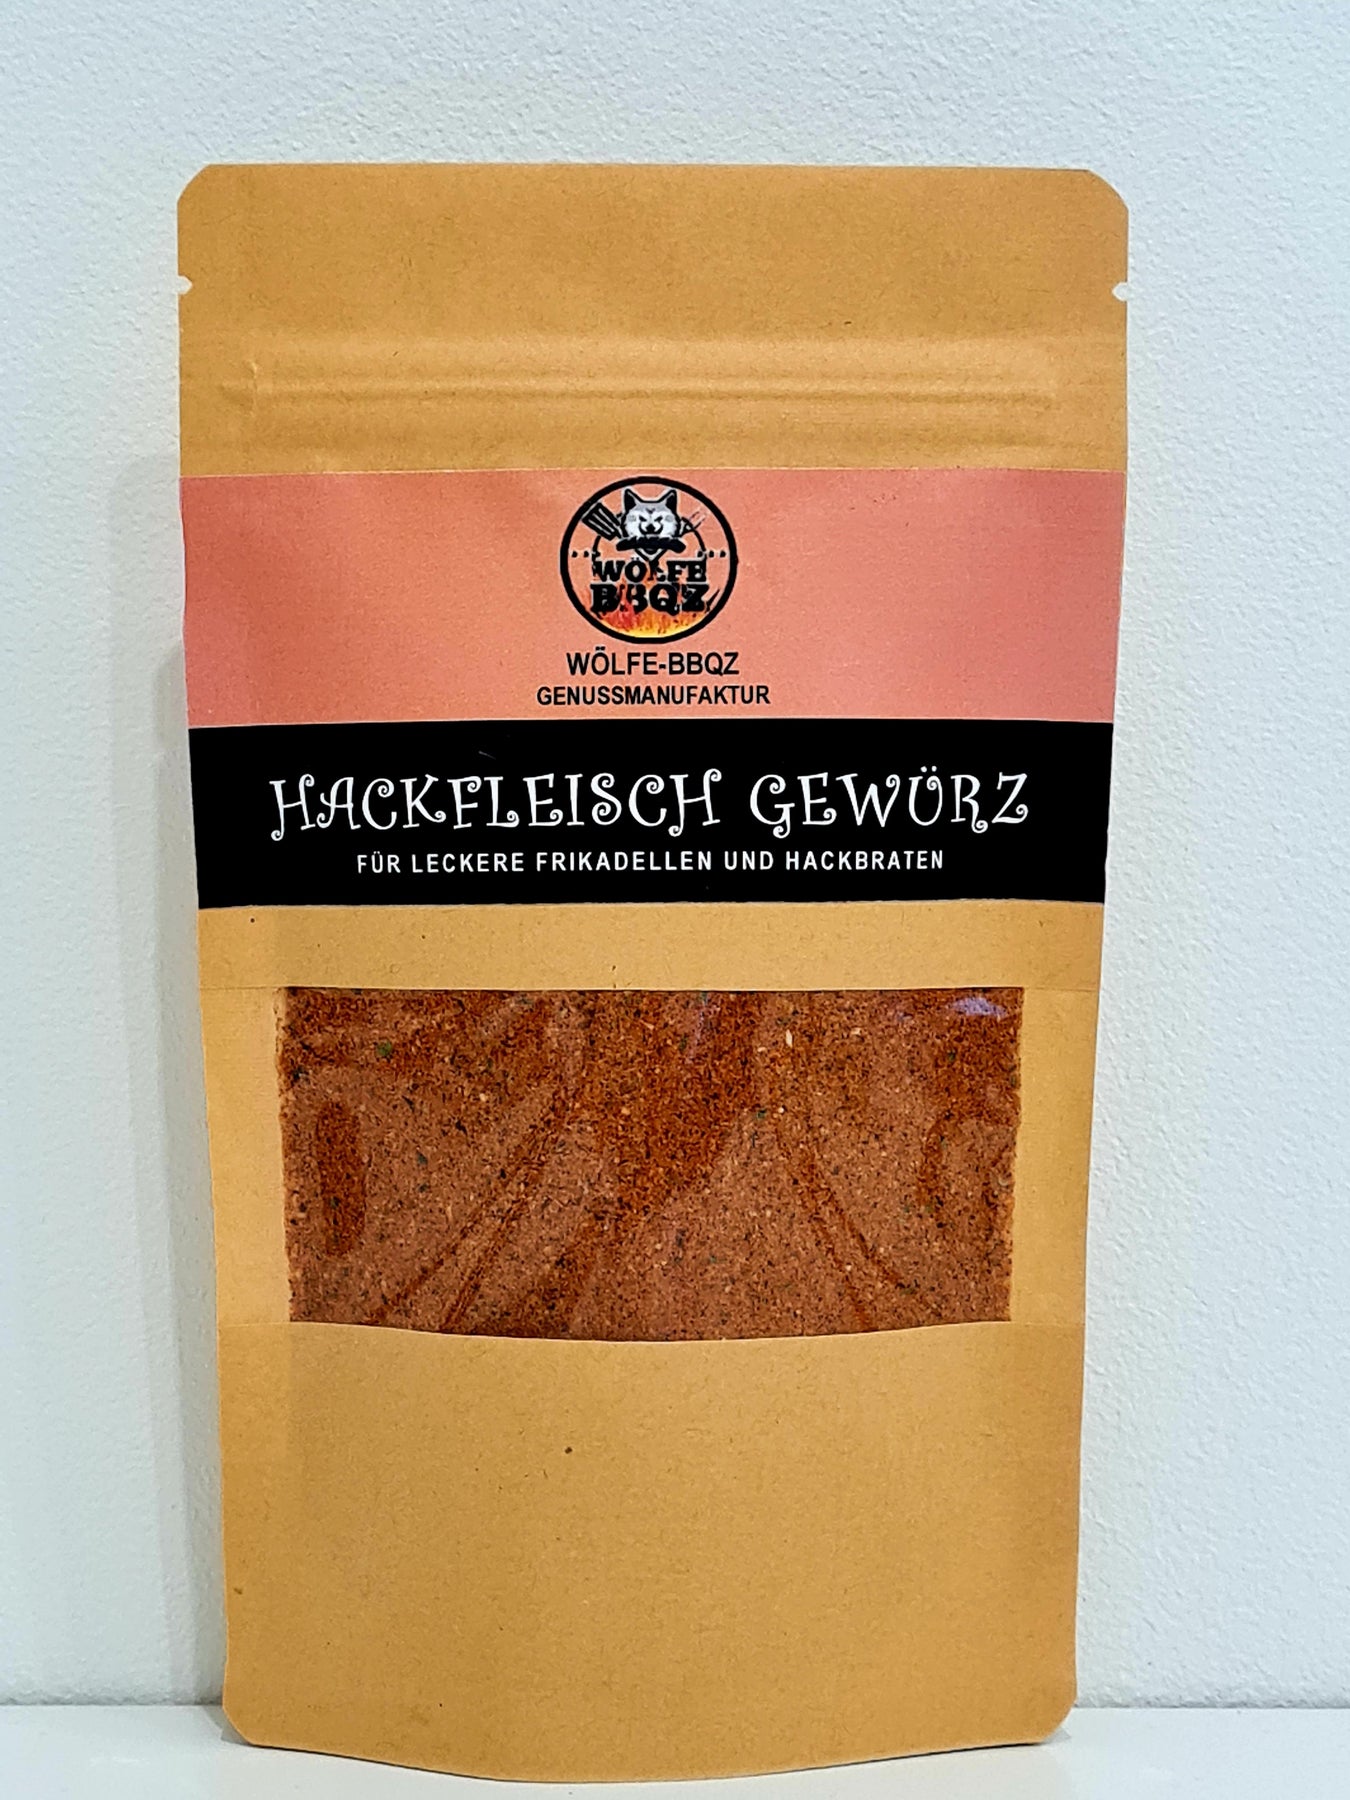 WÖLFE
BBQZ
WÖLFE-BBQZ
GENUSSMANUFAKTUR
HACKFLEISCH GEWÜRZ
FÜR LECKERE FRIKADELLEN UND HACKBRATEN